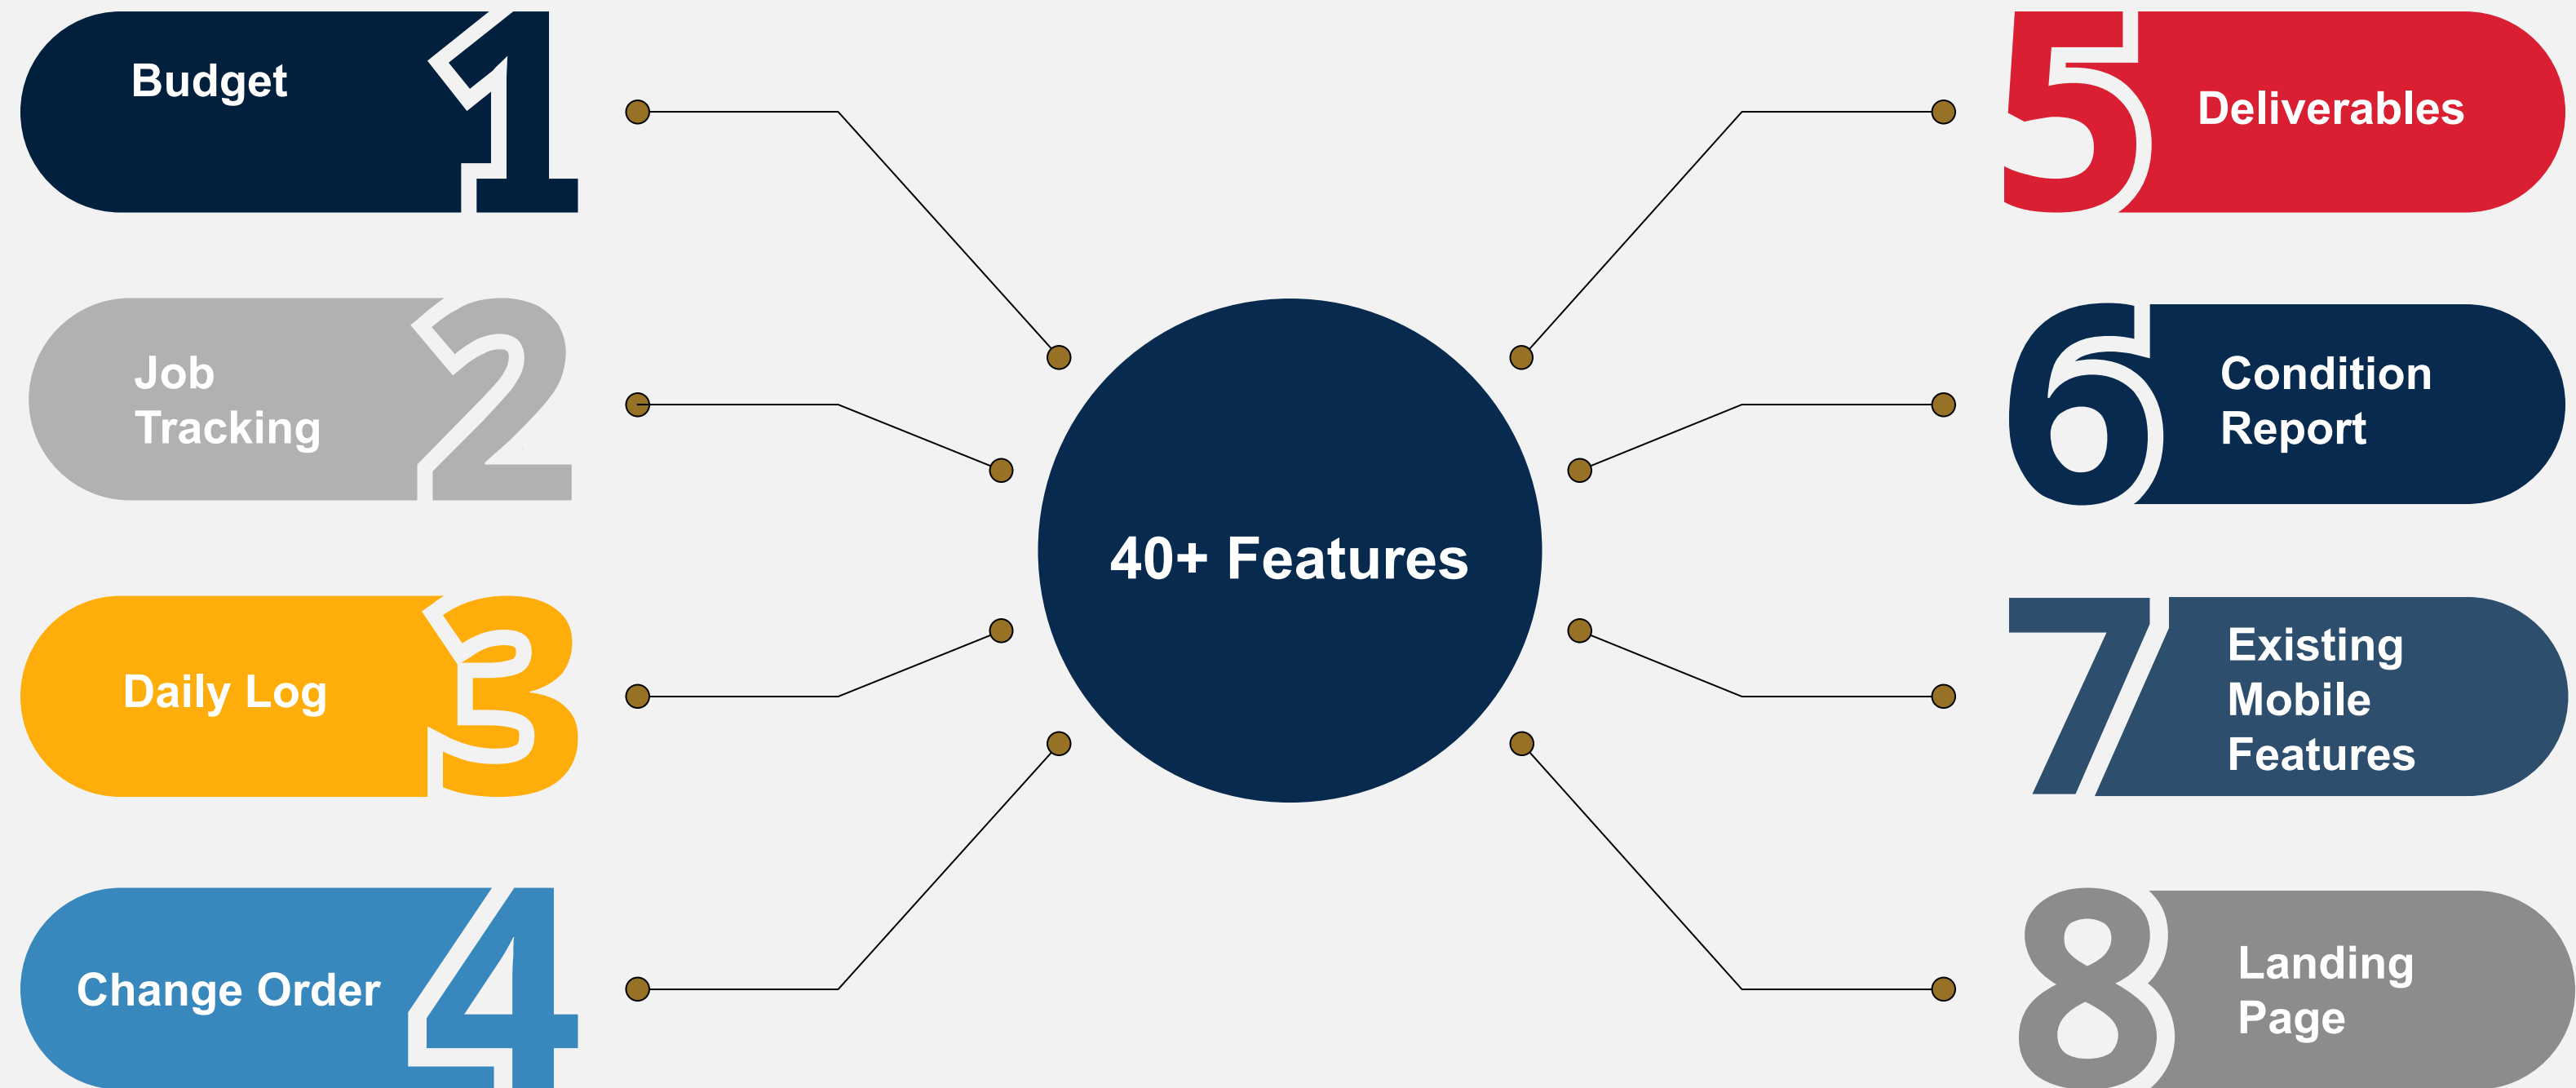 1
Budget
2
Job
Tracking
3
Daily Log
4
Change Order
40+ Features
5
Deliverables
6
Condition
Report
7
Existing
Mobile
Features
8
Landing
Page